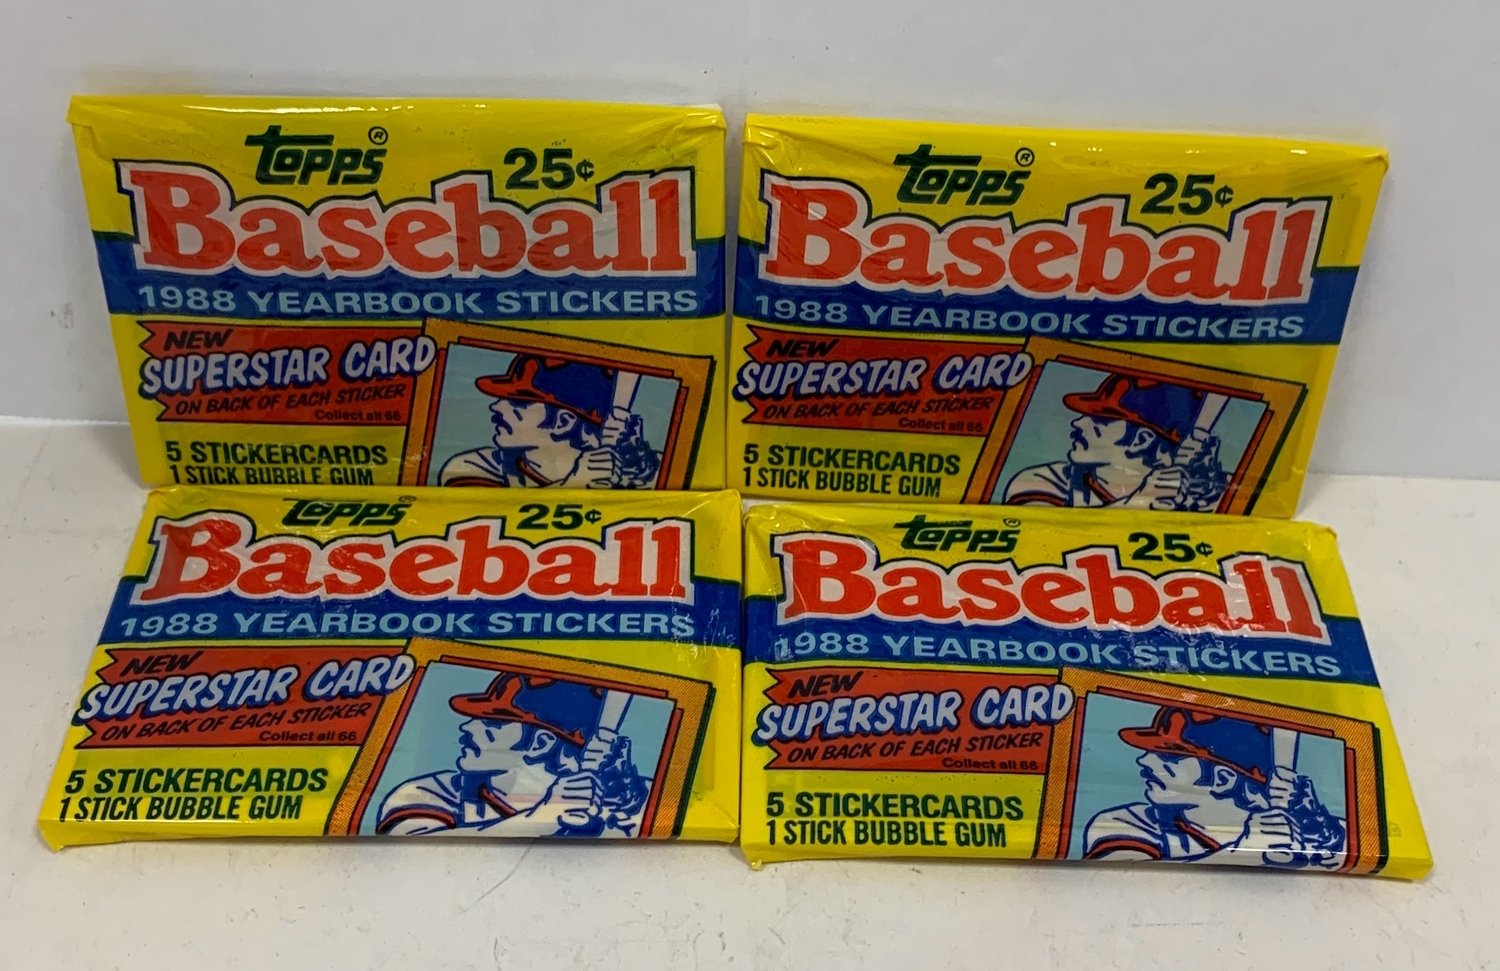 topps®
25¢
Baseball
1988 YEARBOOK STICKERS
NEW
SUPERSTAR CARD
ON BACK OF EACH STICKER
Collect all 66
5 STICKERCARDS
1 STICK BUBBLE GUM
topps®
25¢
Baseball
1988 YEARBOOK STICKERS
NEW
SUPERSTAR CARD
ON BACK OF EACH STICKER
Collect all 66
5 STICKERCARDS
1 STICK BUBBLE GUM
topps®
25¢
Baseball
1988 YEARBOOK STICKERS
NEW
SUPERSTAR CARD
ON BACK OF EACH STICKER
Collect all 66
5 STICKERCARDS
1 STICK BUBBLE GUM
topps®
25¢
Baseball
1988 YEARBOOK STICKERS
NEW
SUPERSTAR CARD
ON BACK OF EACH STICKER
Collect all 66
5 STICKERCARDS
1 STICK BUBBLE GUM